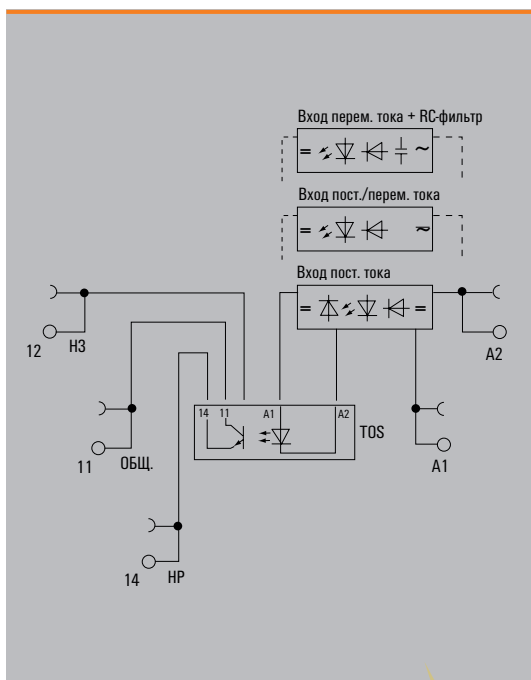 Вход перем. тока + RC-фильтр
= ~
Вход пост./перем. тока
=
Вход пост. тока
= =
12 НЗ
A2
14 11 A1 A2
TOS
11 ОБЩ.
A1
14 НР